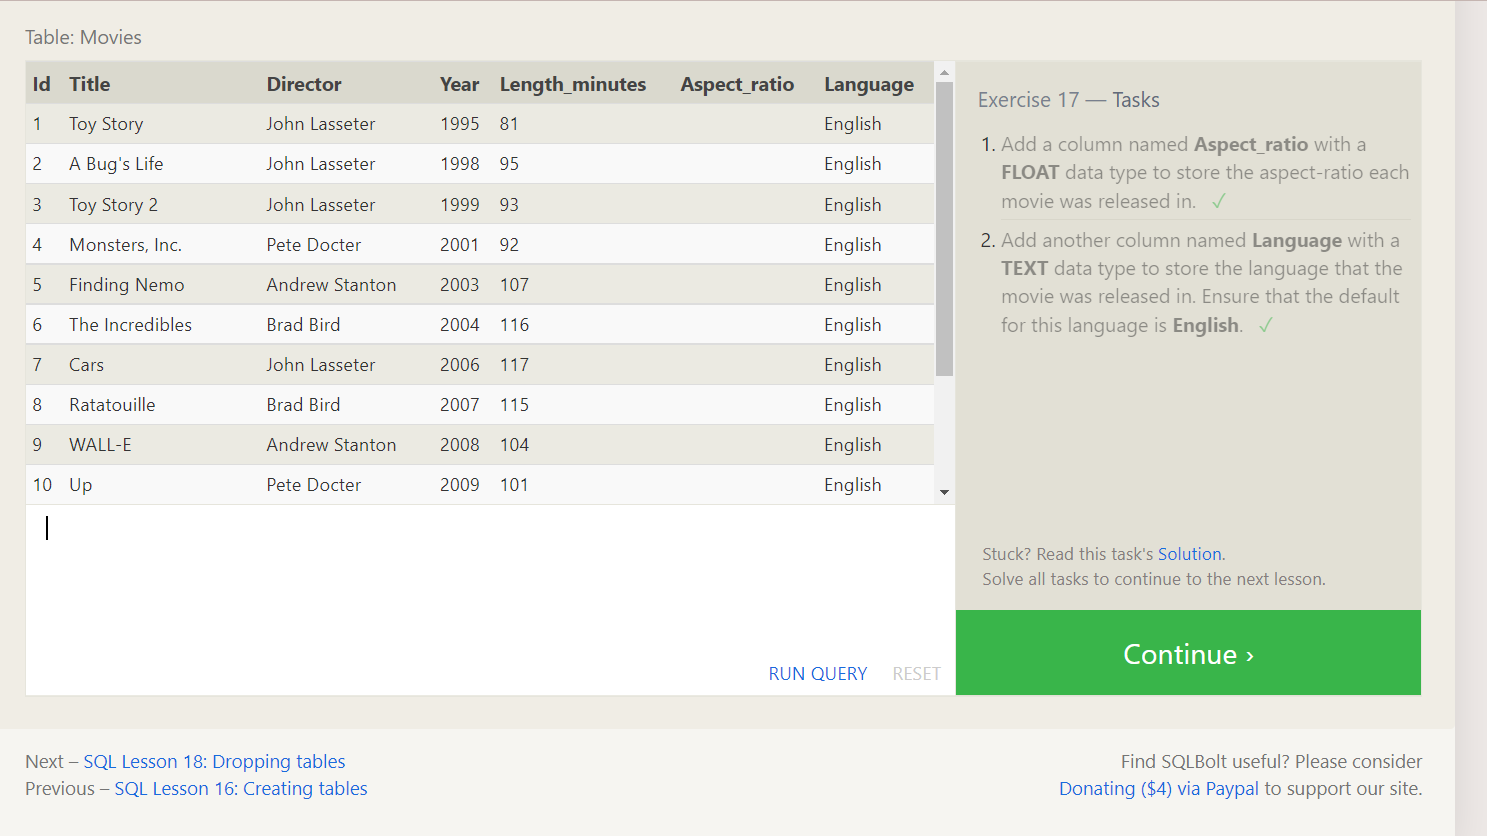 Table: Movies
Id Title Director Year Length_minutes Aspect_ratio Language
1 Toy Story John Lasseter 1995 81 English
2 A Bug's Life John Lasseter 1998 95 English
3 Toy Story 2 John Lasseter 1999 93 English
4 Monsters, Inc. Pete Docter 2001 92 English
5 Finding Nemo Andrew Stanton 2003 107 English
6 The Incredibles Brad Bird 2004 116 English
7 Cars John Lasseter 2006 117 English
8 Ratatouille Brad Bird 2007 115 English
9 WALL-E Andrew Stanton 2008 104 English
10 Up Pete Docter 2009 101 English
RUN QUERY RESET
Exercise 17 — Tasks
1. Add a column named Aspect_ratio with a
FLOAT data type to store the aspect-ratio each
movie was released in. ✓
2. Add another column named Language with a
TEXT data type to store the language that the
movie was released in. Ensure that the default
for this language is English. ✓
Stuck? Read this task's Solution.
Solve all tasks to continue to the next lesson.
Continue ›
Next – SQL Lesson 18: Dropping tables
Previous – SQL Lesson 16: Creating tables
Find SQLBolt useful? Please consider
Donating ($4) via Paypal to support our site.